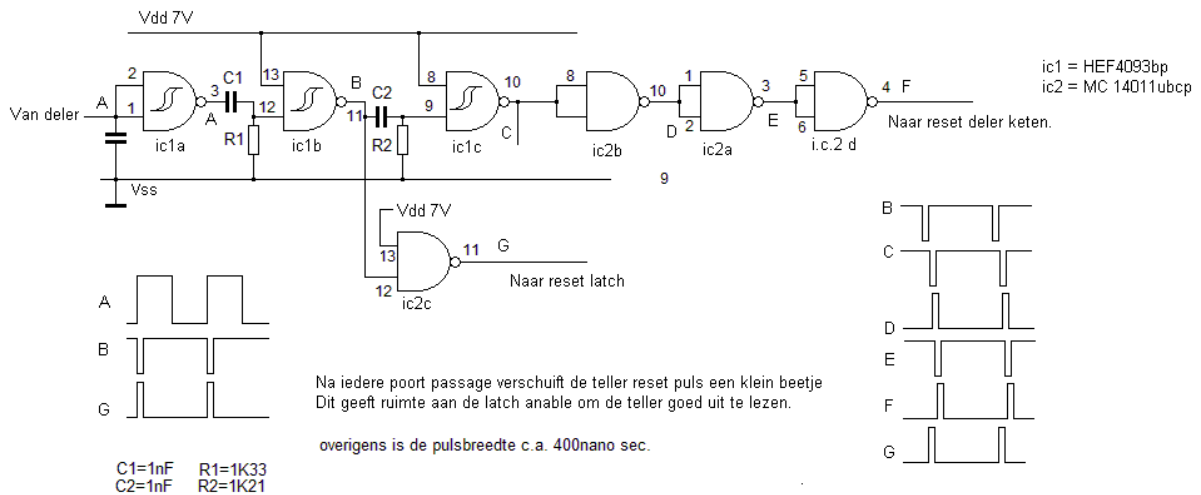 Vdd 7V
ic1 = HEF4093bp
ic2 = MC 14011ubcp
Van deler
A
2
1
3
A
ic1a
C1
R1
13
12
B
11
ic1b
C2
R2
8
9
10
C
ic1c
8
10
ic2b
D
1
2
3
E
ic2a
5
6
4
F
i.c.2 d
Naar reset deler keten.
Vss
9
Vdd 7V
13
12
11
G
ic2c
Naar reset latch
A
B
G
B
C
D
E
F
G
Na iedere poort passage verschuift de teller reset puls een klein beetje
Dit geeft ruimte aan de latch anable om de teller goed uit te lezen.
overigens is de pulsbreedte c.a. 400nano sec.
C1=1nF R1=1K33
C2=1nF R2=1K21